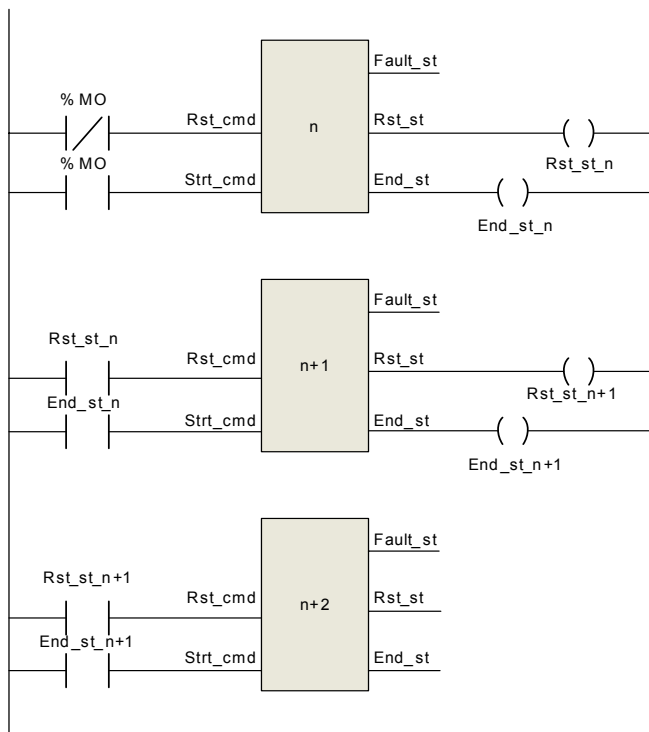 Fault_st
% MO
Rst_cmd
n
Rst_st
% MO
Rst_st_n
Strt_cmd
End_st
End_st_n
Fault_st
Rst_st_n
Rst_cmd
n+1
Rst_st
End_st_n
Rst_st_n+1
Strt_cmd
End_st
End_st_n+1
Fault_st
Rst_st_n+1
Rst_cmd
n+2
Rst_st
End_st_n+1
Strt_cmd
End_st